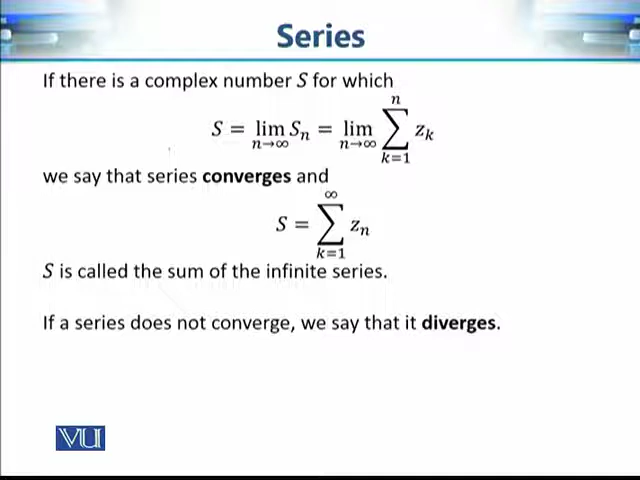 Series
If there is a complex number S for which
S = lim_{n→∞} S_n = lim_{n→∞} ∑_{k=1}^{n} z_k
we say that series converges and
S = ∑_{k=1}^{∞} z_n
S is called the sum of the infinite series.
If a series does not converge, we say that it diverges.
VU